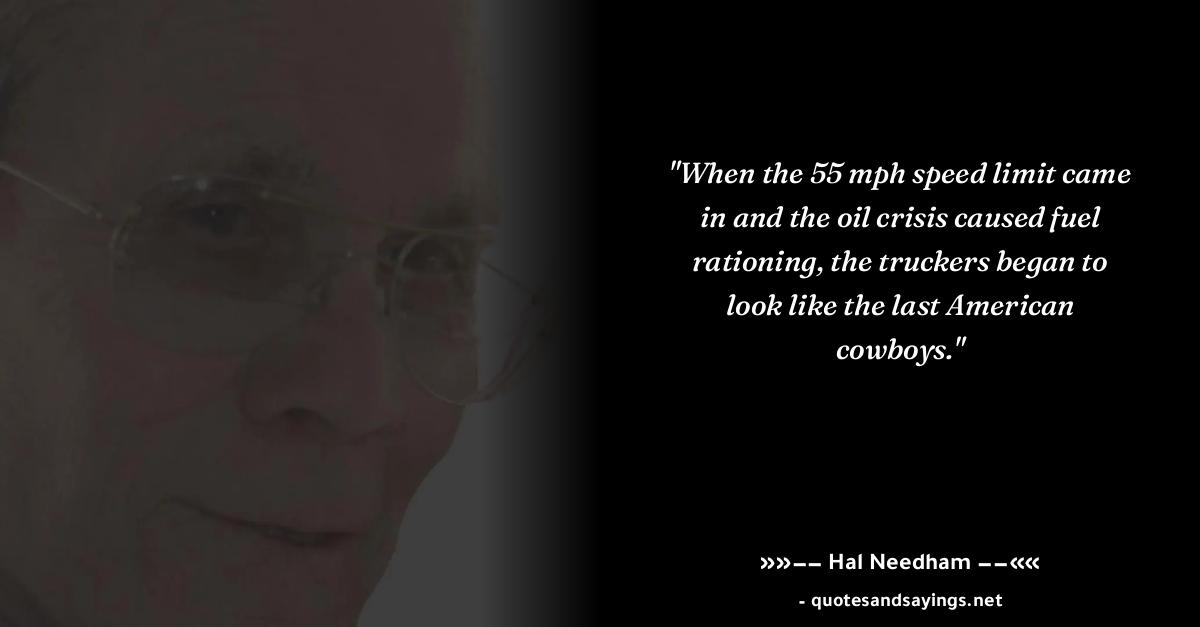 "When the 55 mph speed limit came
in and the oil crisis caused fuel
rationing, the truckers began to
look like the last American
cowboys."
»»−− Hal Needham −−««
- quotesandsayings.net